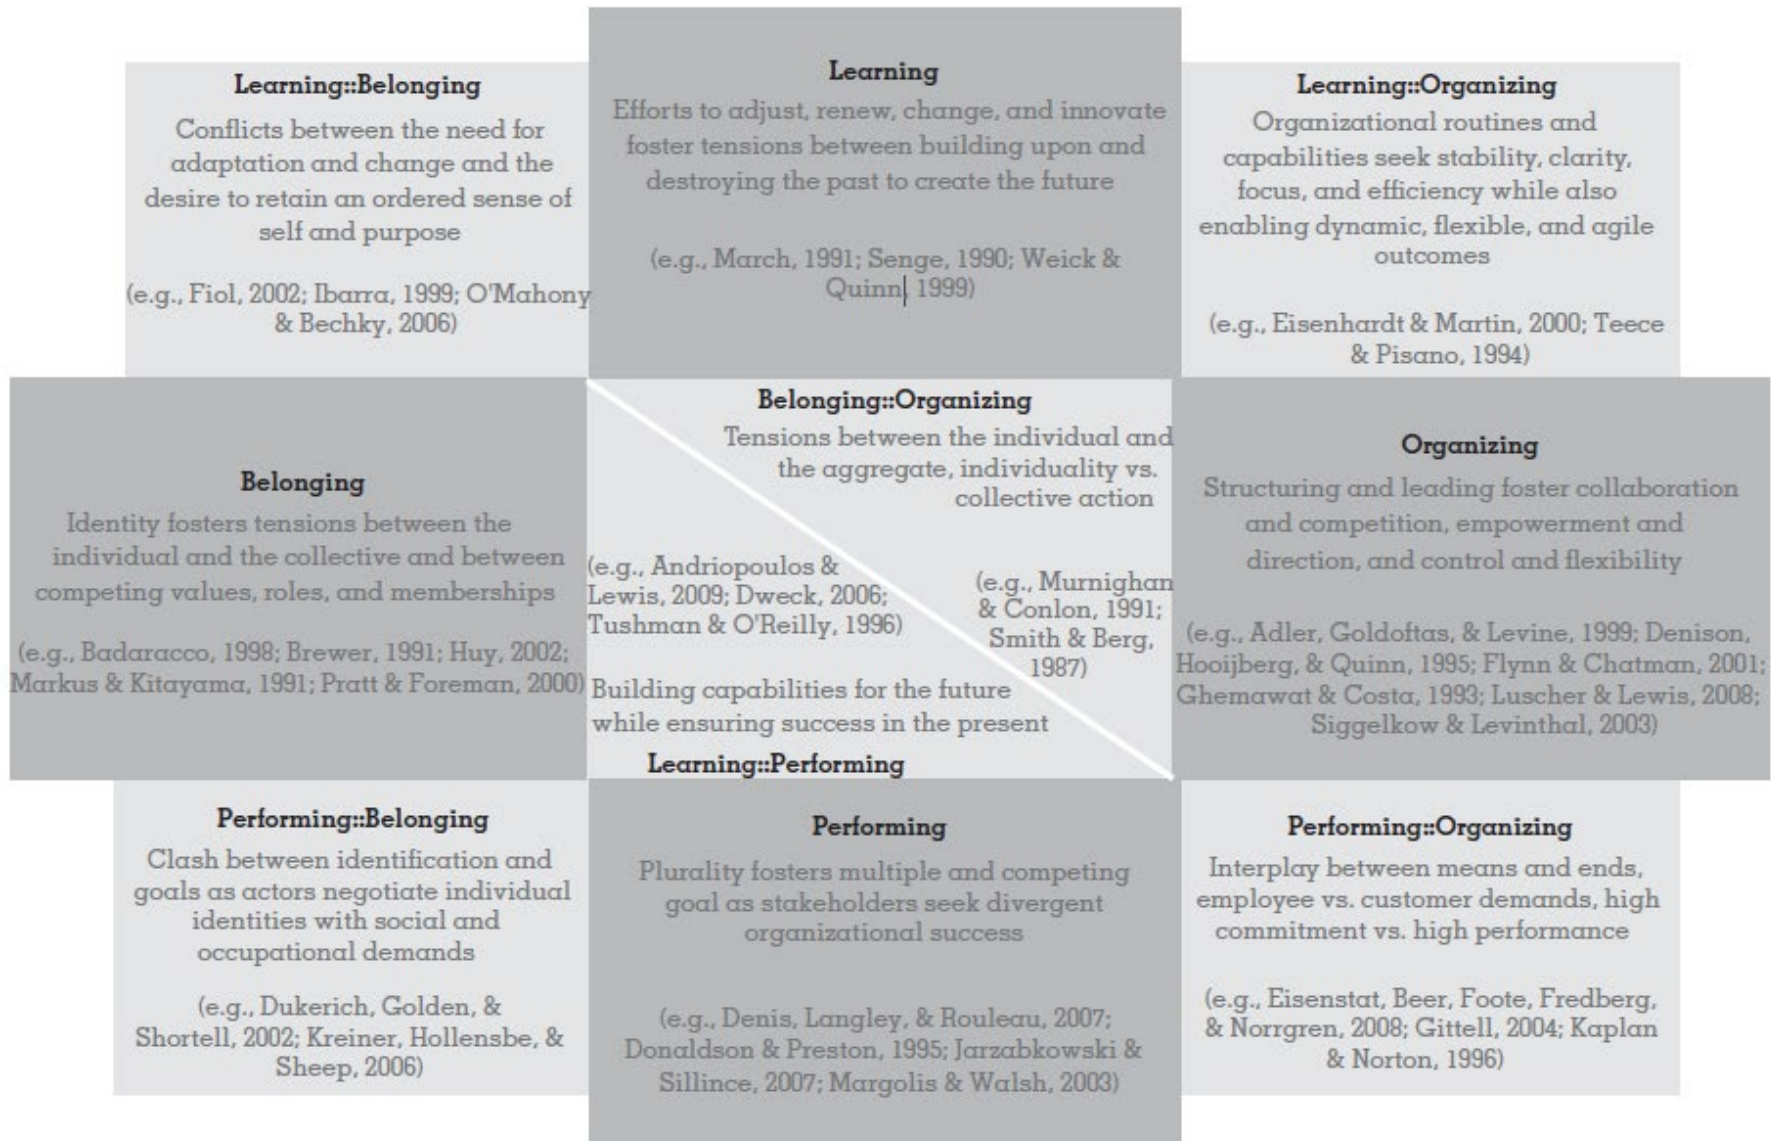 Learning::Belonging
Conflicts between the need for
adaptation and change and the
desire to retain an ordered sense of
self and purpose
(e.g., Fiol, 2002; Ibarra, 1999; O'Mahony
& Bechky, 2006)
Learning
Efforts to adjust, renew, change, and innovate
foster tensions between building upon and
destroying the past to create the future
(e.g., March, 1991; Senge, 1990; Weick &
Quinn, 1999)
Learning::Organizing
Organizational routines and
capabilities seek stability, clarity,
focus, and efficiency while also
enabling dynamic, flexible, and agile
outcomes
(e.g., Eisenhardt & Martin, 2000; Teece
& Pisano, 1994)
Belonging
Identity fosters tensions between the
individual and the collective and between
competing values, roles, and memberships
(e.g., Badaracco, 1998; Brewer, 1991; Huy, 2002;
Markus & Kitayama, 1991; Pratt & Foreman, 2000)
Belonging::Organizing
Tensions between the individual and
the aggregate, individuality vs.
collective action
(e.g., Murnighan
& Conlon, 1991;
Smith & Berg,
1987)
(e.g., Andriopoulos &
Lewis, 2009; Dweck, 2006;
Tushman & O'Reilly, 1996)
Building capabilities for the future
while ensuring success in the present
Learning::Performing
Organizing
Structuring and leading foster collaboration
and competition, empowerment and
direction, and control and flexibility
(e.g., Adler, Goldoftas, & Levine, 1999; Denison,
Hooijberg, & Quinn, 1995; Flynn & Chatman, 2001;
Ghemawat & Costa, 1993; Luscher & Lewis, 2008;
Siggelkow & Levinthal, 2003)
Performing::Belonging
Clash between identification and
goals as actors negotiate individual
identities with social and
occupational demands
(e.g., Dukerich, Golden, &
Shortell, 2002; Kreiner, Hollensbe, &
Sheep, 2006)
Performing
Plurality fosters multiple and competing
goal as stakeholders seek divergent
organizational success
(e.g., Denis, Langley, & Rouleau, 2007;
Donaldson & Preston, 1995; Jarzabkowski &
Sillince, 2007; Margolis & Walsh, 2003)
Performing::Organizing
Interplay between means and ends,
employee vs. customer demands, high
commitment vs. high performance
(e.g., Eisenstat, Beer, Foote, Fredberg,
& Norrgren, 2008; Gittell, 2004; Kaplan
& Norton, 1996)